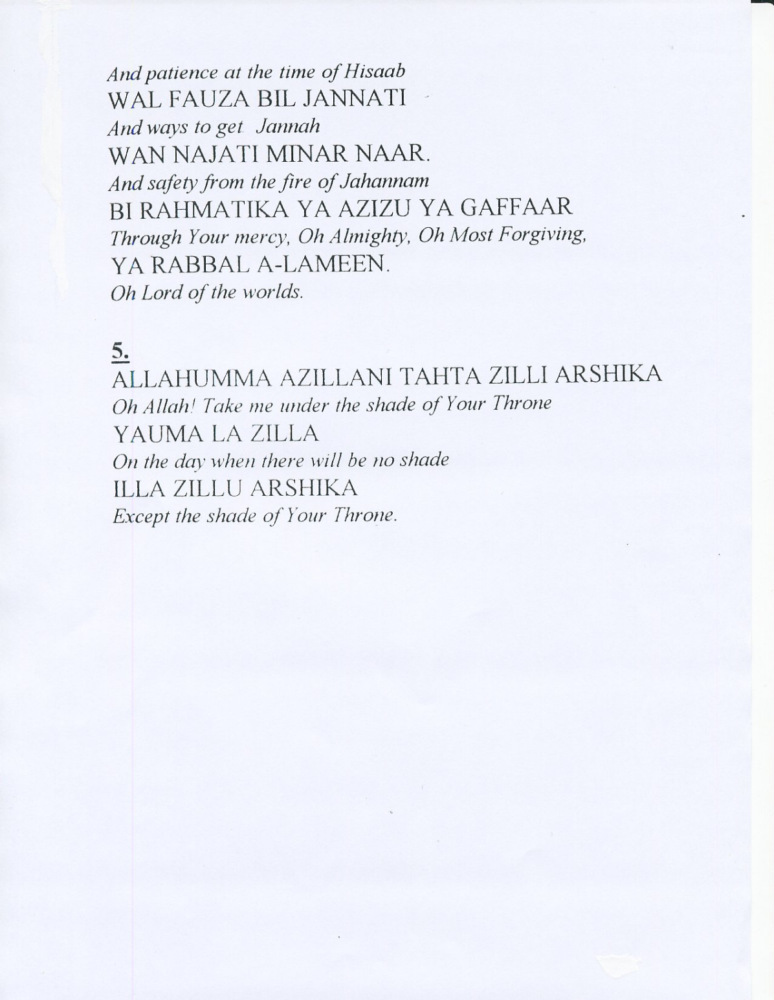 And patience at the time of Hisaab
WAL FAUZA BIL JANNATI
And ways to get Jannah
WAN NAJATI MINAR NAAR.
And safety from the fire of Jahannam
BI RAHMATIKA YA AZIZU YA GAFFAAR
Through Your mercy, Oh Almighty, Oh Most Forgiving,
YA RABBAL A-LAMEEN.
Oh Lord of the worlds.
5.
ALLAHUMMA AZILLANI TAHTA ZILLI ARSHIKA
Oh Allah! Take me under the shade of Your Throne
YAUMA LA ZILLA
On the day when there will be no shade
ILLA ZILLU ARSHIKA
Except the shade of Your Throne.